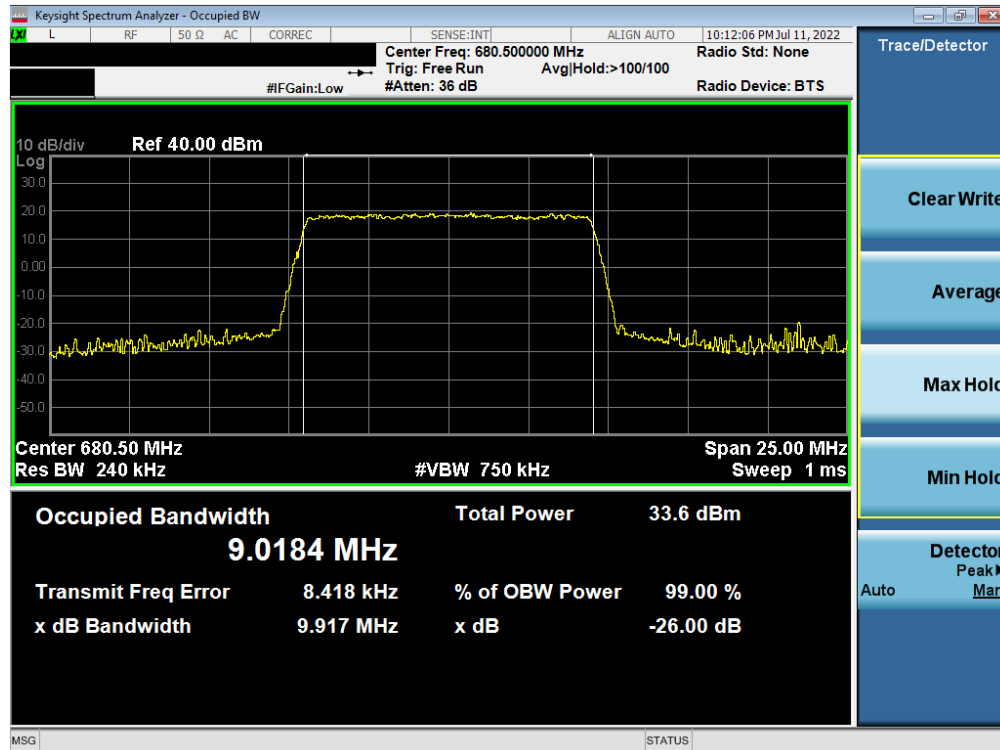 Keysight Spectrum Analyzer - Occupied BW
LXI L RF 50 Ω AC CORREC SENSE:INT ALIGN AUTO 10:12:06 PM Jul 11, 2022
Center Freq: 680.500000 MHz Radio Std: None
Trig: Free Run Avg|Hold:>100/100
#IFGain:Low #Atten: 36 dB Radio Device: BTS
10 dB/div Ref 40.00 dBm
Log
30.0
20.0
10.0
0.00
-10.0
-20.0
-30.0
-40.0
-50.0
Center 680.50 MHz Span 25.00 MHz
Res BW 240 kHz #VBW 750 kHz Sweep 1 ms
Occupied Bandwidth Total Power 33.6 dBm
9.0184 MHz
Transmit Freq Error 8.418 kHz % of OBW Power 99.00 %
x dB Bandwidth 9.917 MHz x dB -26.00 dB
MSG STATUS
Trace/Detector
Clear Write
Average
Max Hold
Min Hold
Detector
Peak
Auto Man